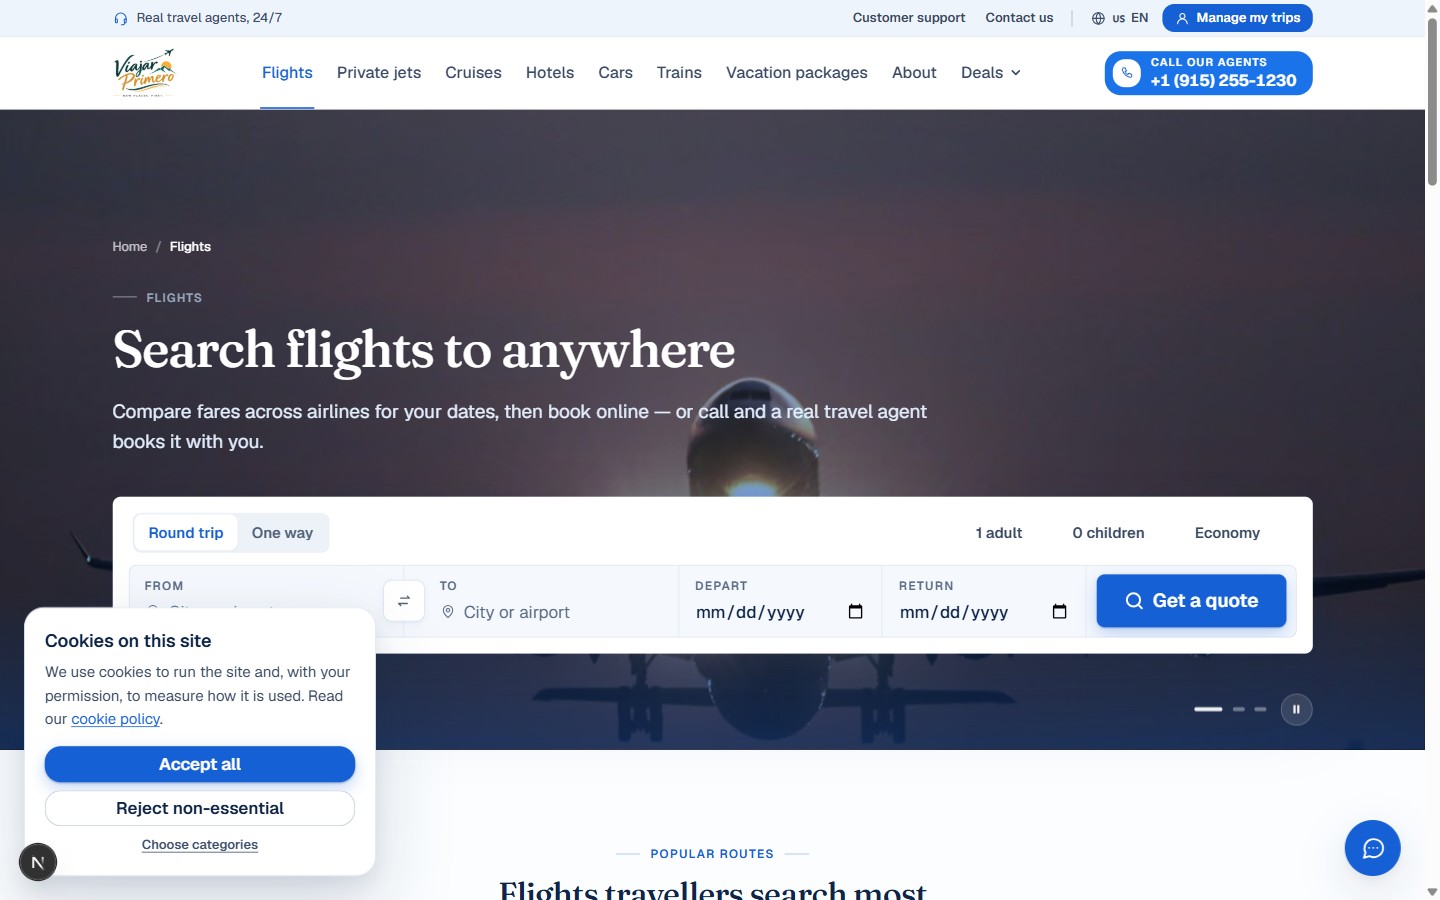 Real travel agents, 24/7
Customer support
Contact us
US EN
Manage my trips
Viajar
Primero
Flights
Private jets
Cruises
Hotels
Cars
Trains
Vacation packages
About
Deals
CALL OUR AGENTS
+1 (915) 255-1230
Home / Flights
FLIGHTS
Search flights to anywhere
Compare fares across airlines for your dates, then book online — or call and a real travel agent
books it with you.
Round trip
One way
1 adult
0 children
Economy
FROM
TO
City or airport
DEPART
mm/dd/yyyy
RETURN
mm/dd/yyyy
Get a quote
Cookies on this site
We use cookies to run the site and, with your
permission, to measure how it is used. Read
our cookie policy.
Accept all
Reject non-essential
Choose categories
N
POPULAR ROUTES
Flights travellers search most